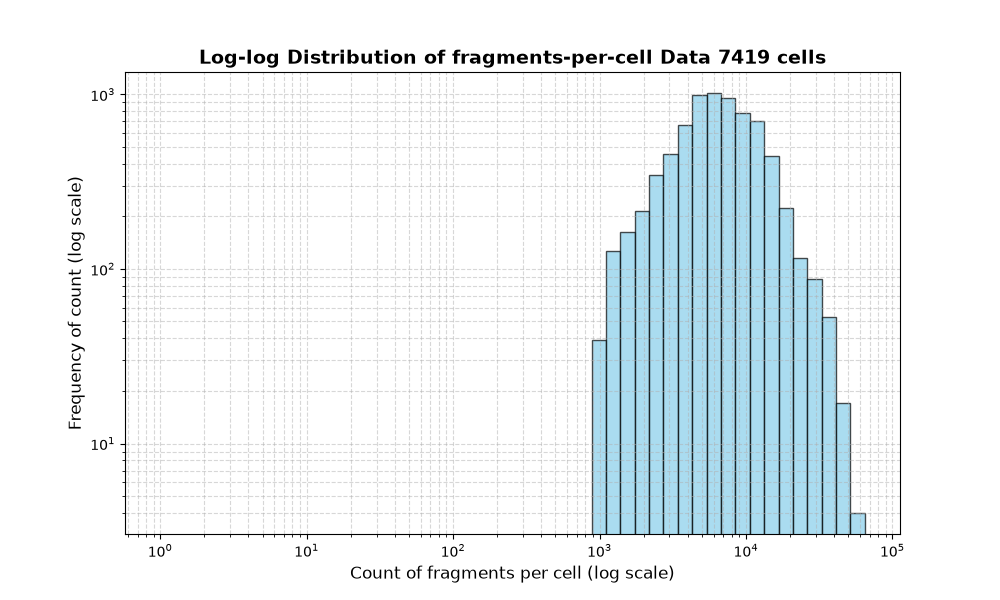 Log-log Distribution of fragments-per-cell Data 7419 cells
Frequency of count (log scale)
10³
10²
10¹
10⁰ 10¹ 10² 10³ 10⁴ 10⁵
Count of fragments per cell (log scale)